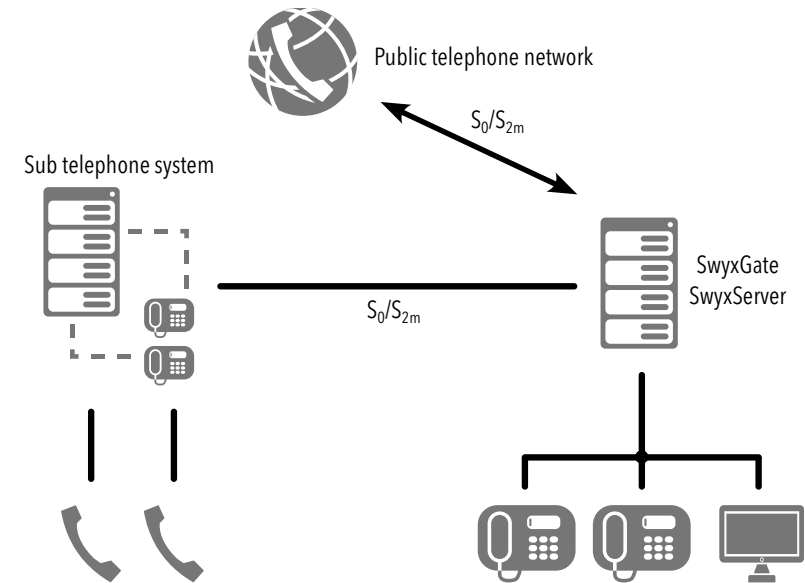 Public telephone network
S₀/S₂ₘ
Sub telephone system
SwyxGate
SwyxServer
S₀/S₂ₘ